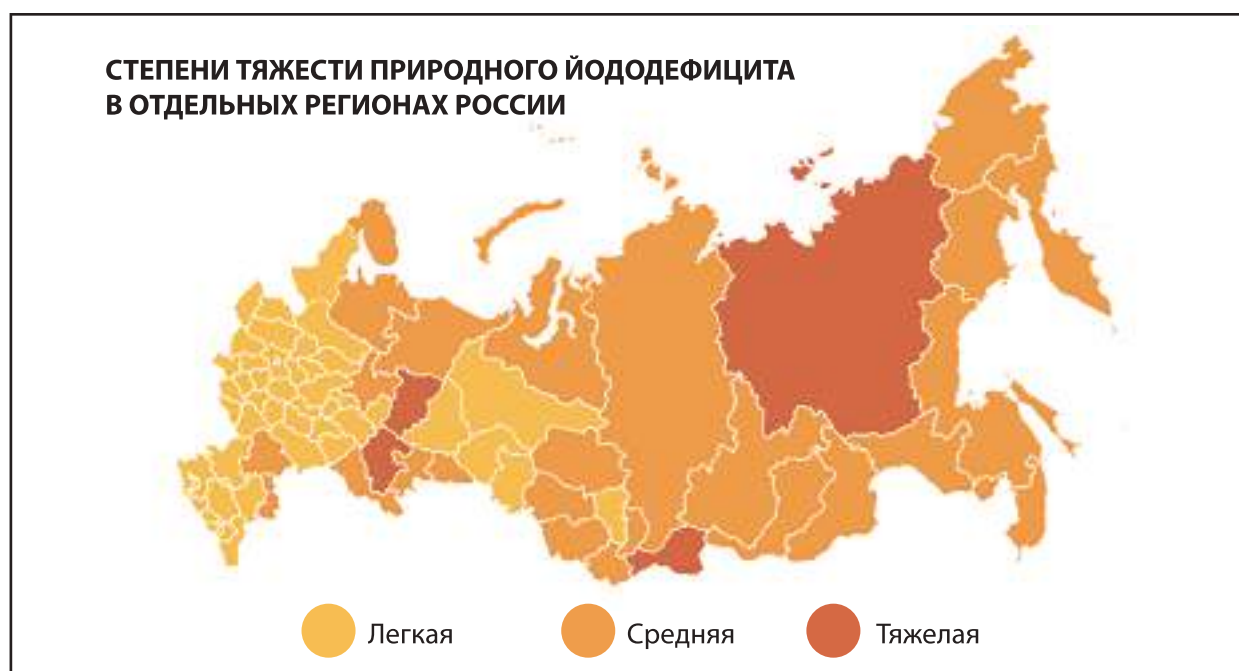 СТЕПЕНИ ТЯЖЕСТИ ПРИРОДНОГО ЙОДОДЕФИЦИТА
В ОТДЕЛЬНЫХ РЕГИОНАХ РОССИИ
Легкая
Средняя
Тяжелая